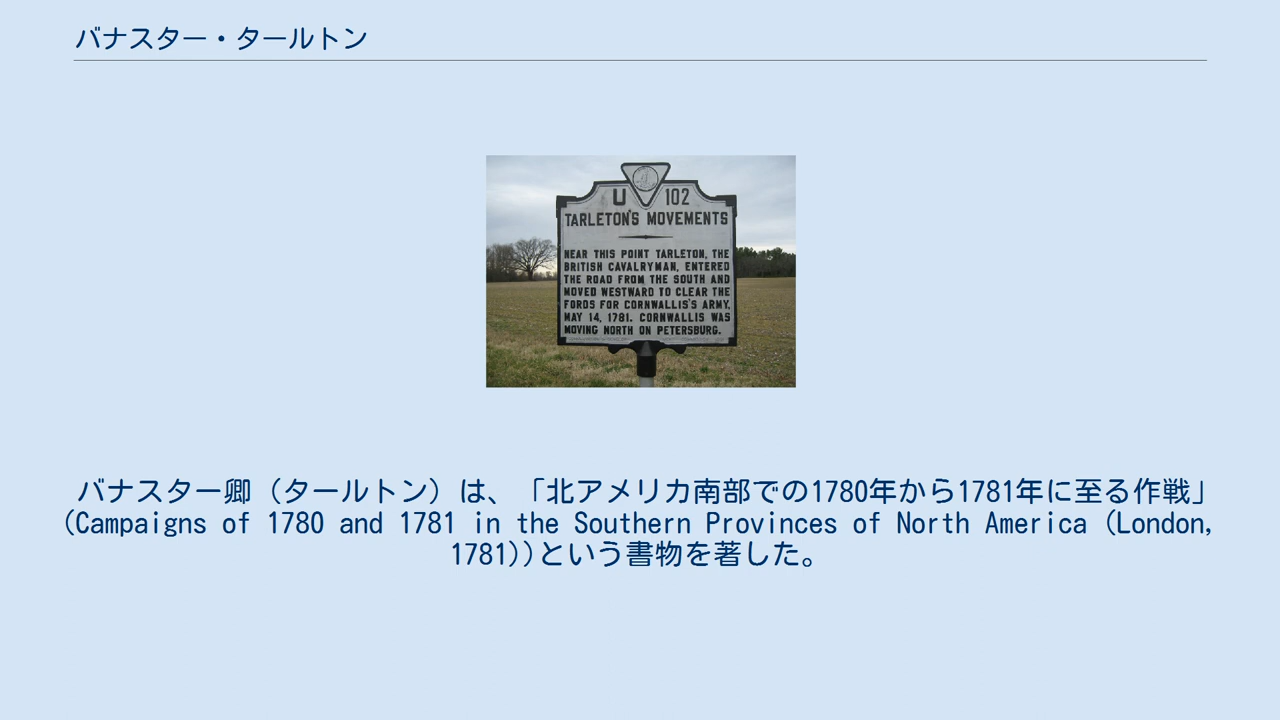 バナスター・タールトン
U 102
TARLETON'S MOVEMENTS
NEAR THIS POINT TARLETON, THE
BRITISH CAVALRYMAN, ENTERED
THE ROAD FROM THE SOUTH AND
MOVED WESTWARD TO CLEAR THE
FORDS FOR CORNWALLIS'S ARMY,
MAY 14, 1781. CORNWALLIS WAS
MOVING NORTH ON PETERSBURG.
バナスター卿（タールトン）は、「北アメリカ南部での1780年から1781年に至る作戦」
(Campaigns of 1780 and 1781 in the Southern Provinces of North America (London,
1781))という書物を著した。